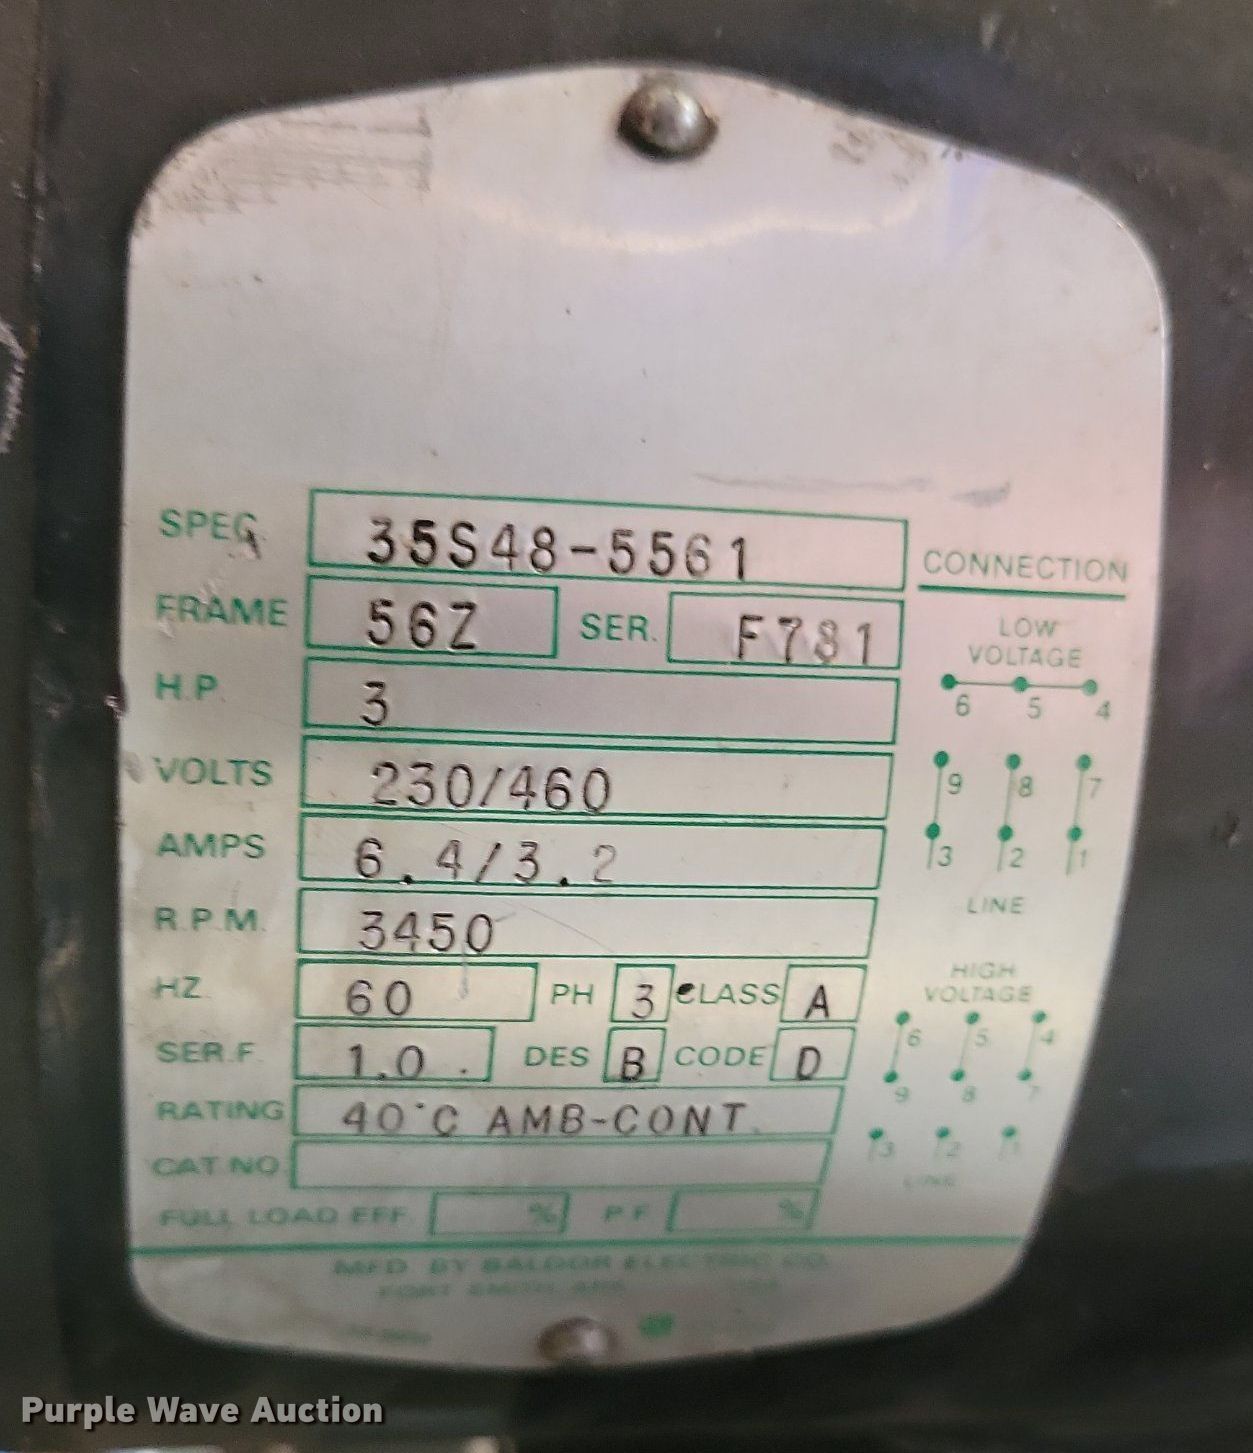 SPEC. 35S48-5561
FRAME 56Z SER. F781
H.P. 3
VOLTS 230/460
AMPS 6.4/3.2
R.P.M. 3450
HZ. 60 PH 3 CLASS A
SER.F. 1.0 DES B CODE D
RATING 40°C AMB-CONT.
CAT.NO.
FULL LOAD EFF. % P.F. %
MFD. BY BALDOR ELECTRIC CO.
FORT SMITH, ARK.
CONNECTION
LOW
VOLTAGE
6 5 4
9 8 7
3 2 1
LINE
HIGH
VOLTAGE
6 5 4
9 8 7
3 2 1
LINE
Purple Wave Auction